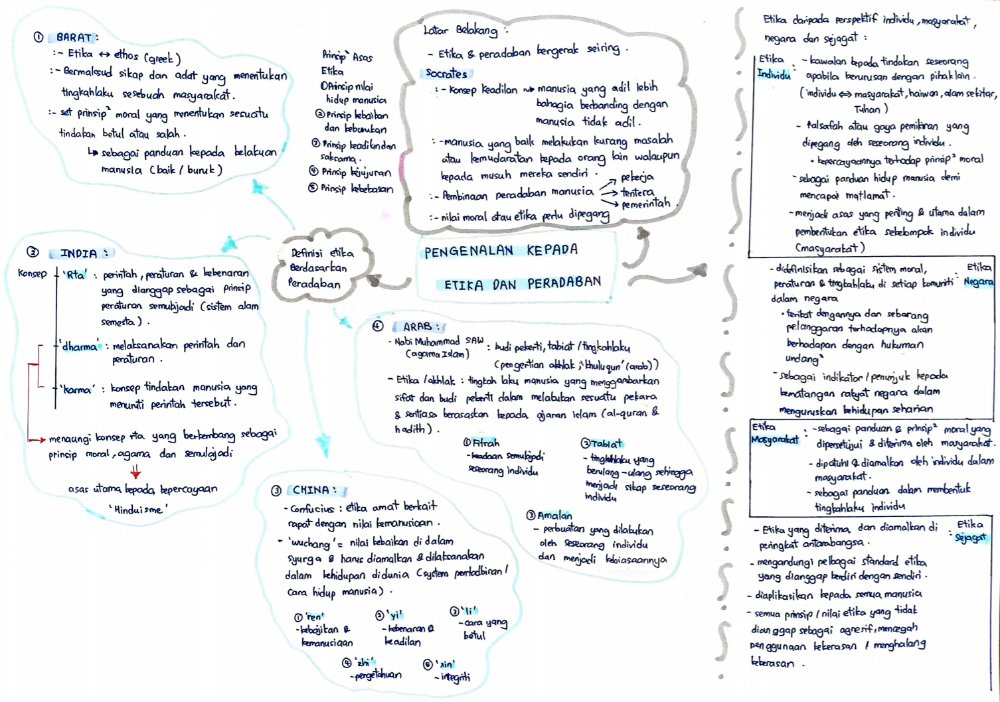 PENGENALAN KEPADA
ETIKA DAN PERADABAN
Latar Belakang :
- Etika & peradaban bergerak seiring .
Socrates
:- Konsep keadilan ⇝ manusia yang adil lebih
bahagia berbanding dengan
manusia tidak adil .
:- manusia yang baik melakukan kurang masalah
atau kemudaratan kepada orang lain walaupun
kepada musuh mereka sendiri .
:- Pembinaan peradaban manusia → pekerja
→ tentera
→ pemerintah .
:- nilai moral atau etika perlu dipegang
Prinsip² Asas
Etika
① Prinsip nilai
hidup manusia
② Prinsip kebaikan
dan keburukan
③ Prinsip keadilan dan
saksama .
④ Prinsip kejujuran
⑤ Prinsip kebebasan
Definisi etika
Berdasarkan
Peradaban
① BARAT :
:- Etika ↔ ethos (greek)
:- Bermaksud sikap dan adat yang menentukan
tingkahlaku sesebuah masyarakat.
:- set prinsip² moral yang menentukan sesuatu
tindakan betul atau salah .
↳ sebagai panduan kepada kelakuan
manusia (baik / buruk)
② INDIA :
Konsep
'Rta' : perintah , peraturan & kebenaran
yang dianggap sebagai prinsip
peraturan semulajadi (sistem alam
semesta) .
'dharma' : melaksanakan perintah dan
peraturan .
'karma' : konsep tindakan manusia yang
menuruti perintah tersebut .
→ menaungi konsep rta yang berkembang sebagai
prinsip moral , agama dan semulajadi
asas utama kepada kepercayaan
'Hinduisme'
③ CHINA :
- Confucius : etika amat berkait
rapat dengan nilai kemanusiaan .
- 'wuchang' = nilai kebaikan di dalam
syurga & harus diamalkan & dilaksanakan
dalam kehidupan didunia (system pentadbiran /
cara hidup manusia) .
① 'ren'
- kebajikan &
kemanusiaan
② 'yi'
- kebenaran &
keadilan
③ 'li'
- cara yang
betul
④ 'zhi'
- pengetahuan
⑤ 'xin'
- integriti
④ ARAB :
- Nabi Muhammad SAW : budi pekerti, tabiat / tingkahlaku
(agama Islam)
(pengertian akhlak ; 'khuluqun' (arab))
- Etika / akhlak : tingkah laku manusia yang menggambarkan
sifat dan budi pekerti dalam melakukan sesuatu pekara
& sentiasa berasaskan kepada ajaran islam (al-quran &
hadith) .
① Fitrah
- keadaan semulajadi
seseorang individu
② Tabiat
- tingkahlaku yang
berulang-ulang sehingga
menjadi sikap seseorang
individu
③ Amalan
- perbuatan yang dilakukan
oleh seseorang individu
dan menjadi kebiasaannya
Etika daripada perspektif individu , masyarakat ,
negara dan sejagat :
Etika
Individu : - kawalan kepada tindakan seseorang
apabila berurusan dengan pihak lain .
(individu ⇔ masyarakat, haiwan, alam sekitar,
Tuhan )
- falsafah atau gaya pemikiran yang
dipegang oleh seseorang individu .
• kepercayaannya terhadap prinsip² moral
- sebagai panduan hidup manusia demi
mencapai matlamat .
- menjadi asas yang penting & utama dalam
pembentukan etika sekelompok individu
(masyarakat)
Etika
: Negara
- didefinisikan sebagai sistem moral,
peraturan & tingkahlaku di setiap komuniti
dalam negara
• terikat dengannya dan sebarang
pelanggaran terhadapnya akan
berhadapan dengan hukuman
undang²
- sebagai indikator / penunjuk kepada
kematangan rakyat negara dalam
menguruskan kehidupan seharian
Etika
Masyarakat : - sebagai panduan & prinsip² moral yang
dipersetujui & diterima oleh masyarakat .
- dipatuhi & diamalkan oleh individu dalam
masyarakat .
- sebagai panduan dalam membentuk
tingkahlaku individu
Etika
: Sejagat
- Etika yang diterima dan diamalkan di
peringkat antarabangsa .
- mengandungi pelbagai standard etika
yang dianggap berdiri dengan sendiri .
- diaplikasikan kepada semua manusia
- semua prinsip / nilai etika yang tidak
dianggap sebagai agresif, mencegah
penggunaan kekerasan / menghalang
kekerasan .